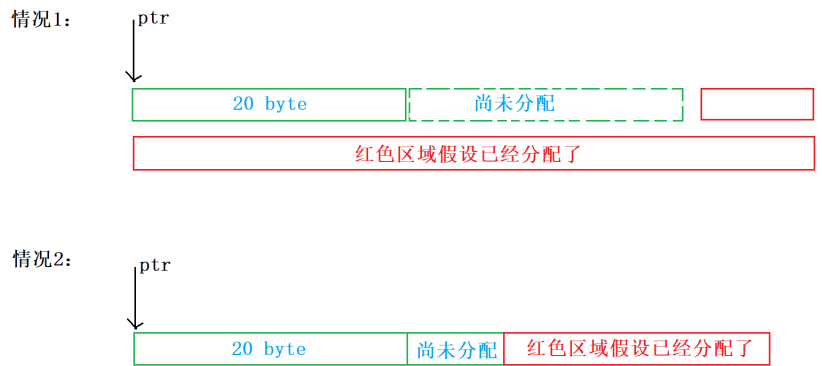 情况1:
ptr
20 byte
尚未分配
红色区域假设已经分配了
情况2:
ptr
20 byte
尚未分配
红色区域假设已经分配了